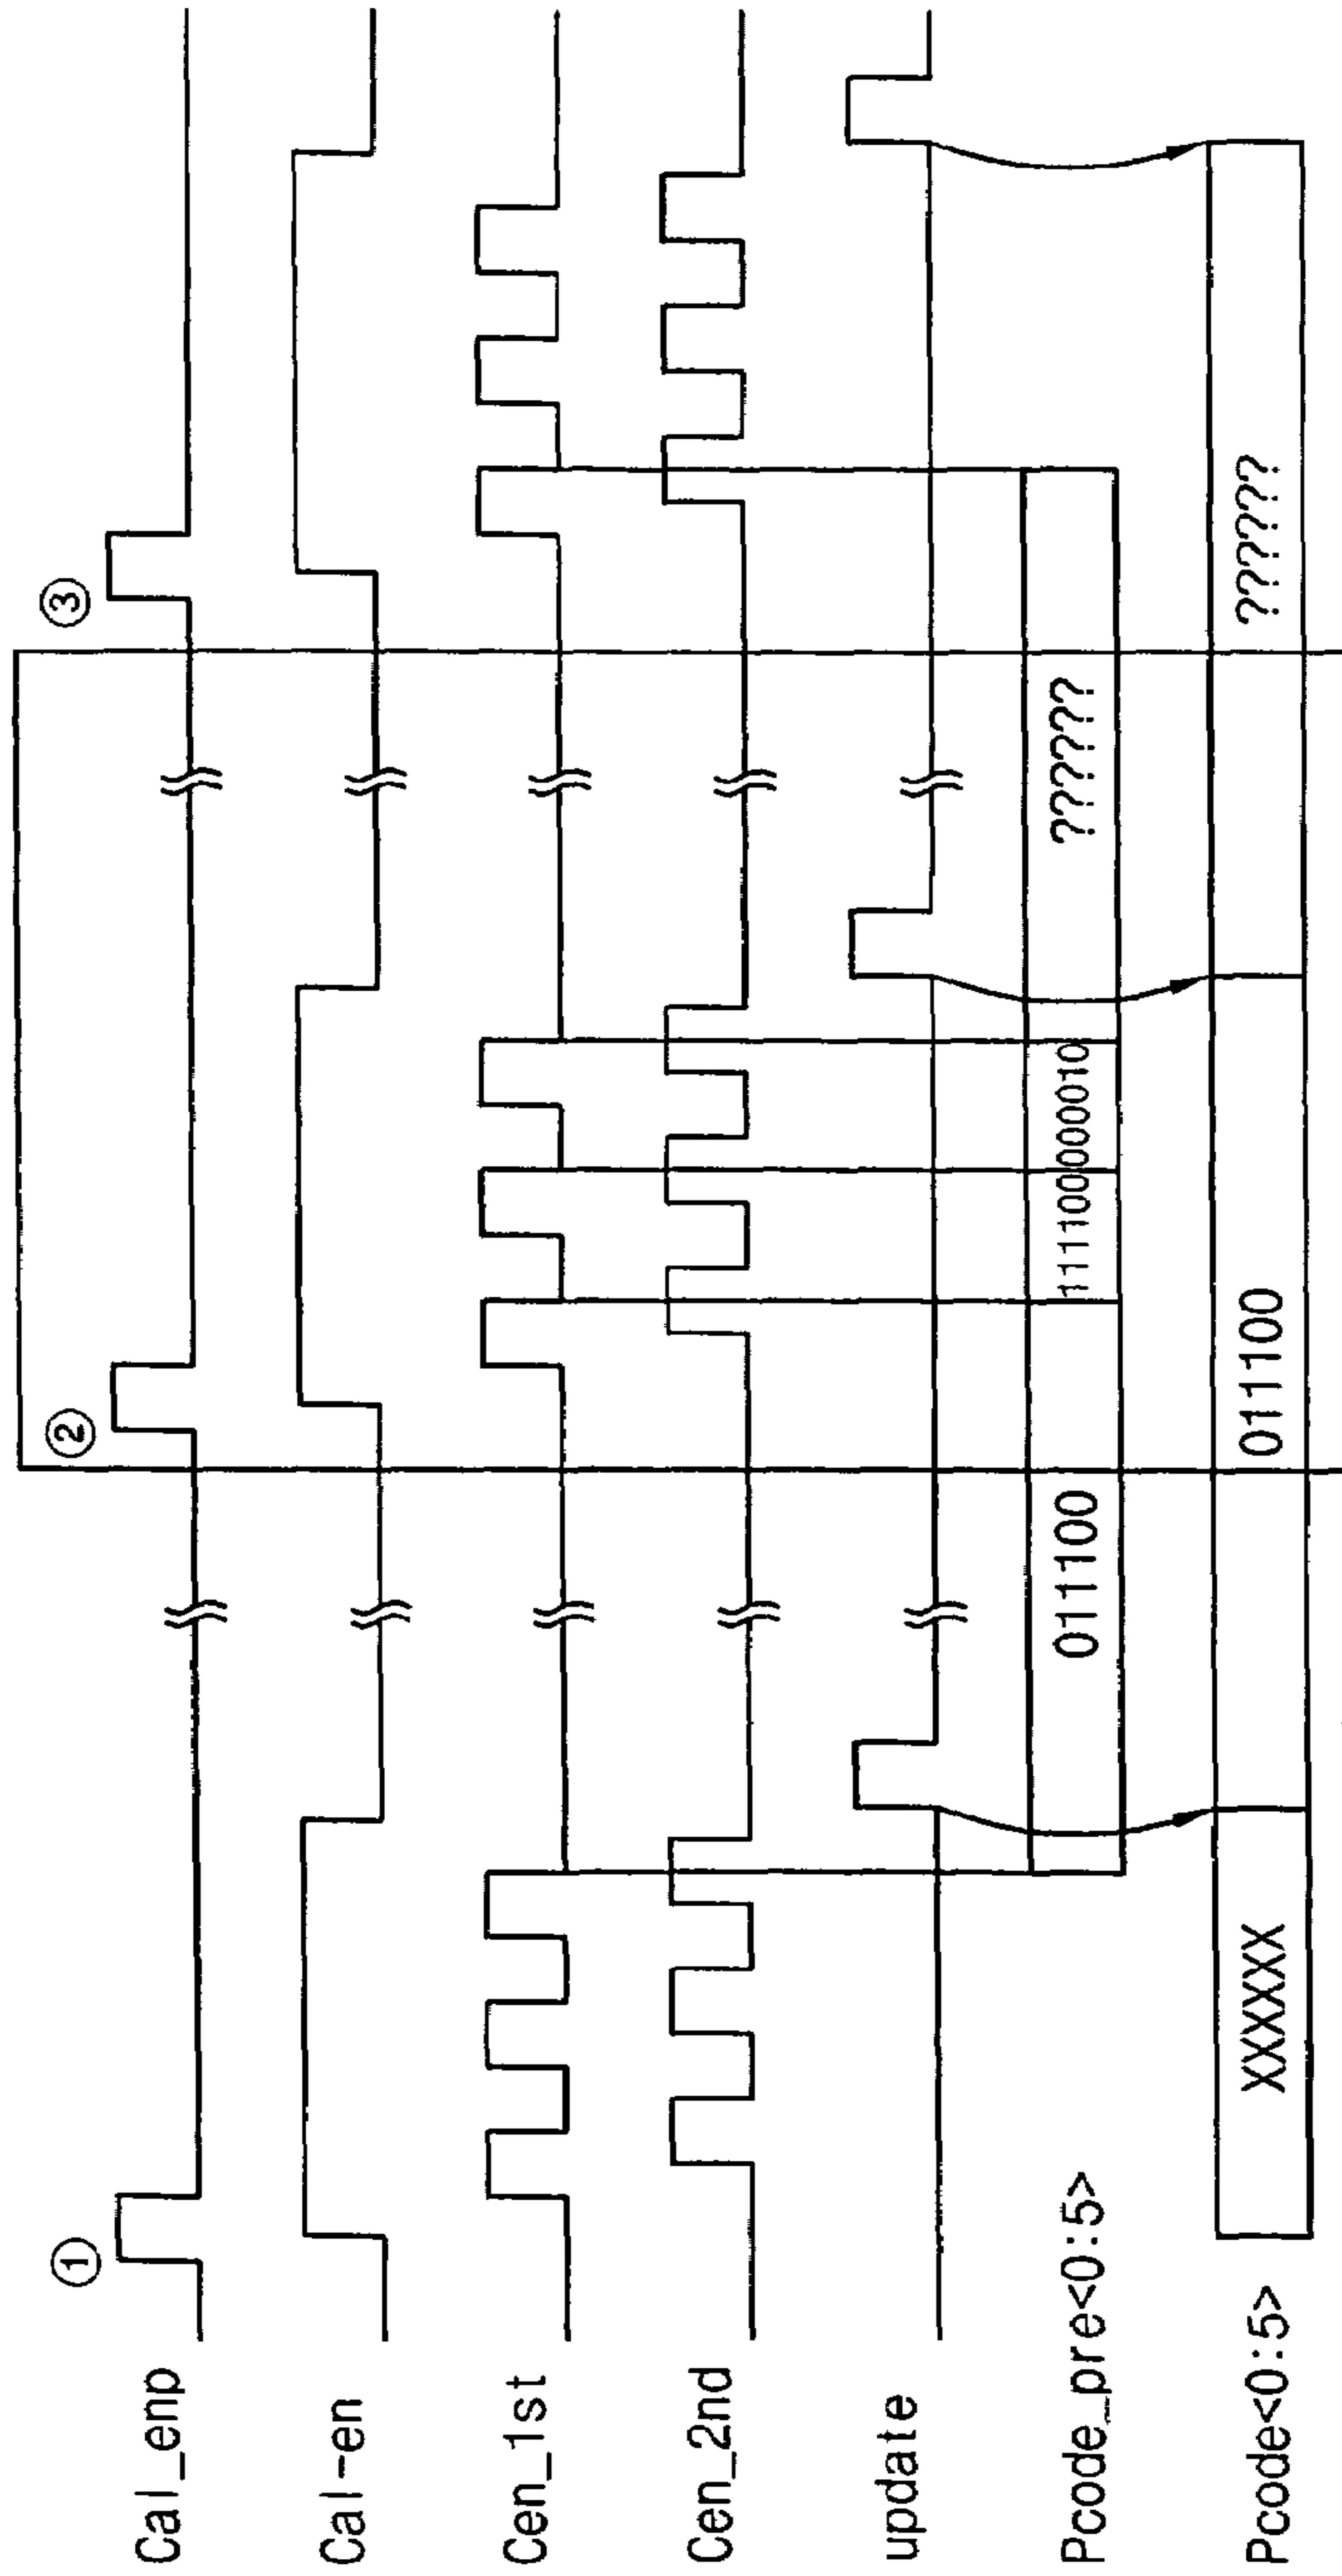 ① ② ③
Cal_enp
Cal-en
Cen_1st
Cen_2nd
update
Pcode_pre<0:5> 011100 111100 000010 ??????
Pcode<0:5> XXXXXX 011100 ??????